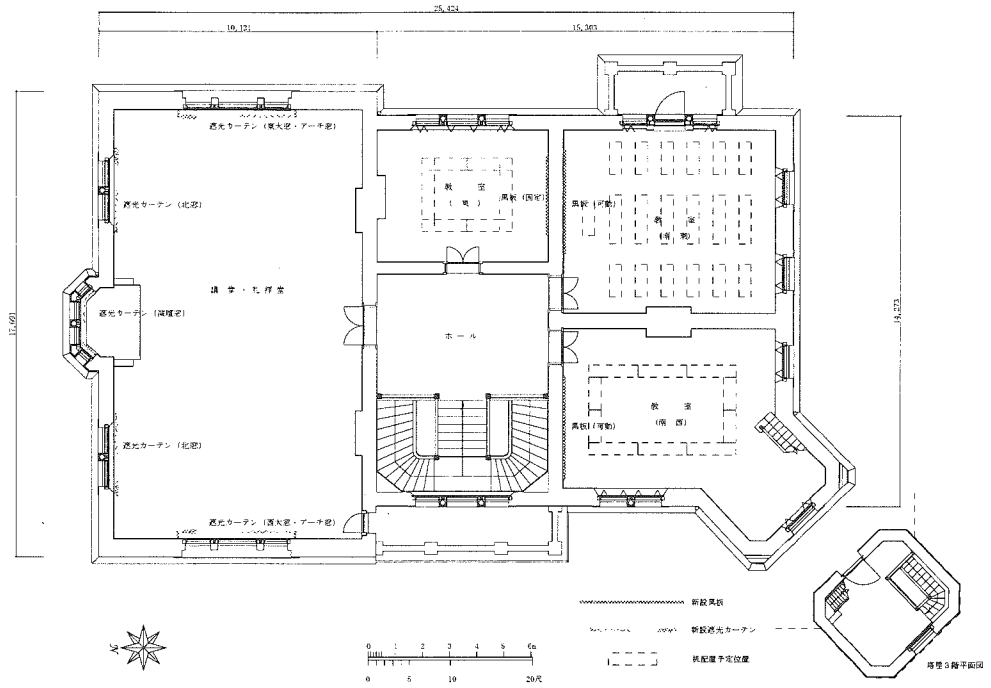 25,424
10,121
15,303
17,691
14,273
遮光カーテン（東大窓・アーチ窓）
遮光カーテン（北窓）
講堂・礼拝堂
遮光カーテン（演壇窓）
遮光カーテン（北窓）
遮光カーテン（西大窓・アーチ窓）
教室
（東）
黒板（固定）
ホール
黒板（可動）
教室
（南東）
教室
（南西）
黒板（可動）
新設黒板
新設遮光カーテン
机配置予定位置
塔屋3階平面図
N
0 1 2 3 4 5 6m
0 5 10 20尺